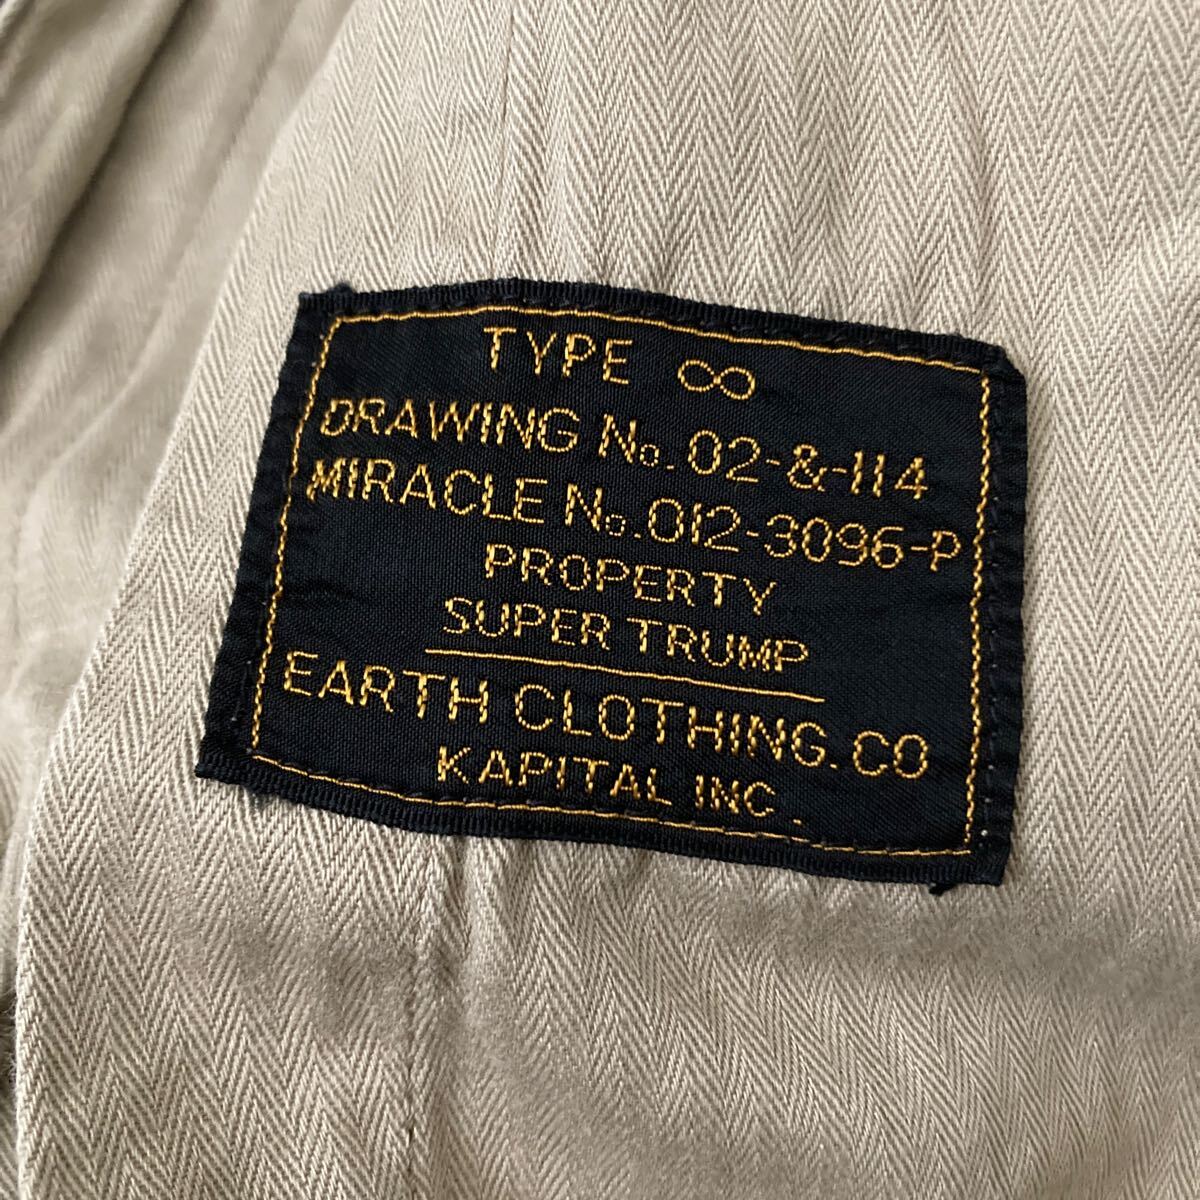 TYPE ∞
DRAWING No. 02-&-114
MIRACLE No. 012-3096-P
PROPERTY
SUPER TRUMP
EARTH CLOTHING. CO
KAPITAL INC.